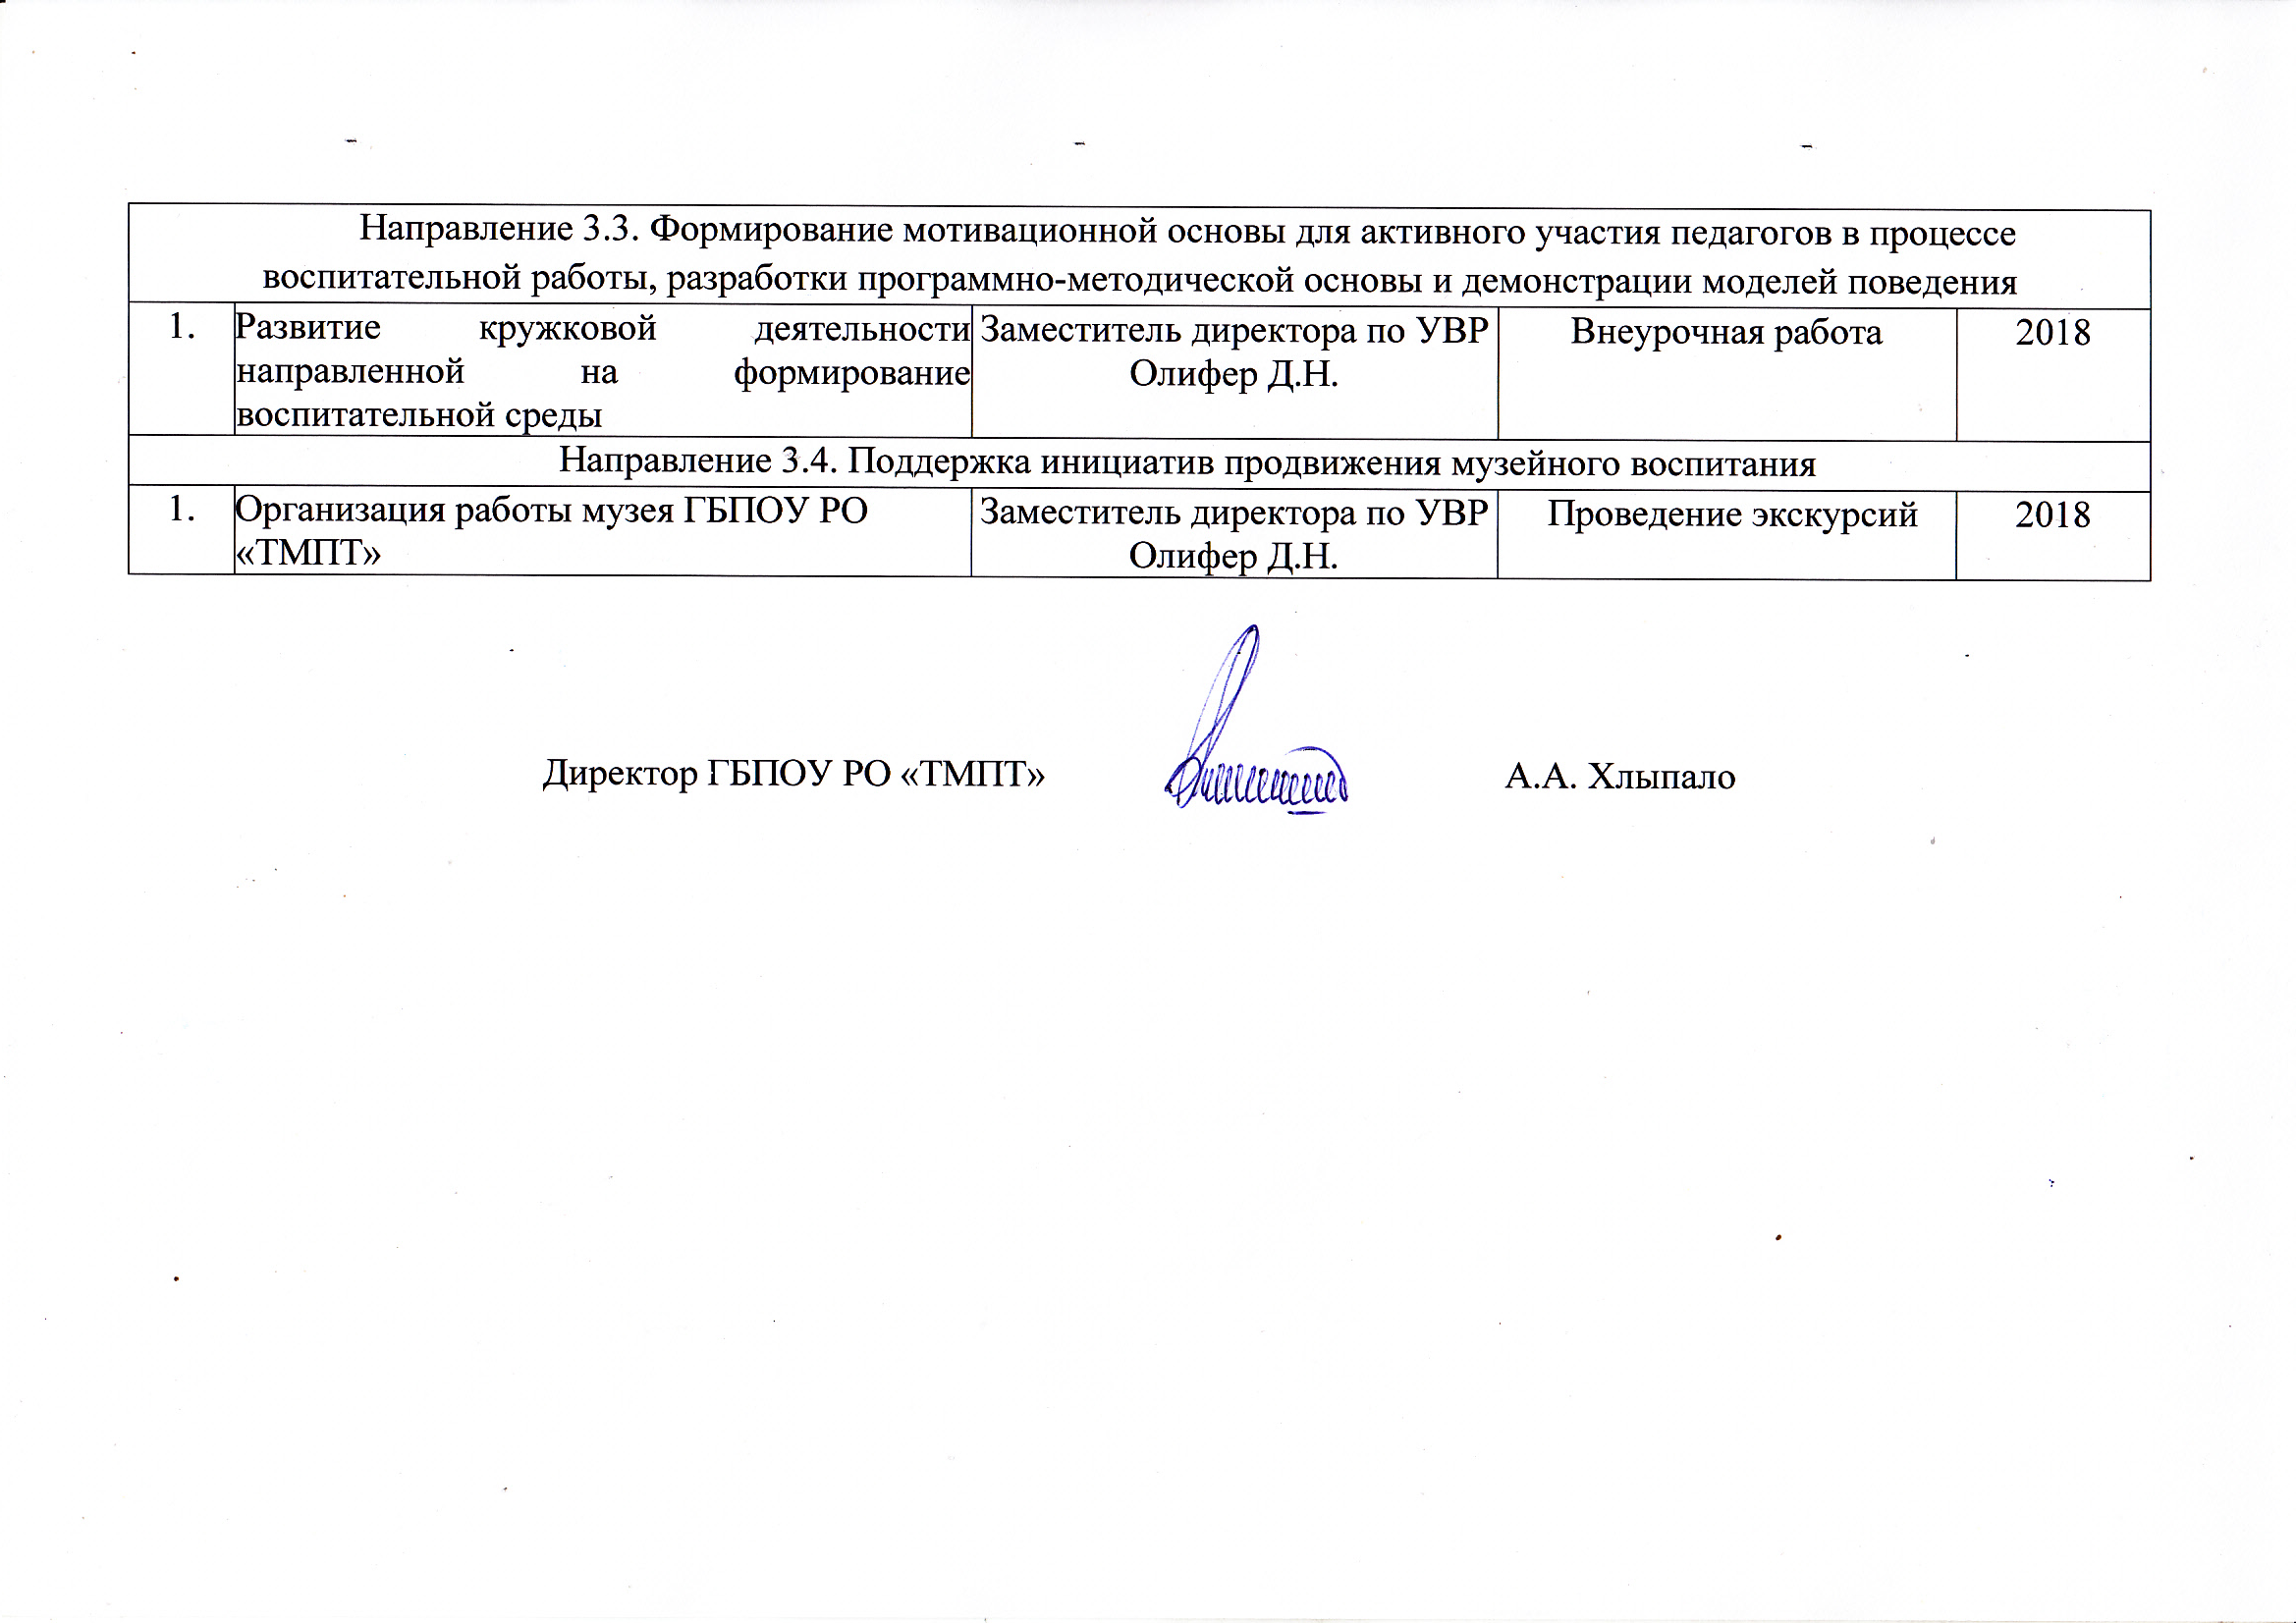 Направление 3.3. Формирование мотивационной основы для активного участия педагогов в процессе
воспитательной работы, разработки программно-методической основы и демонстрации моделей поведения
1.
Развитие кружковой деятельности
направленной на формирование
воспитательной среды
Заместитель директора по УВР
Олифер Д.Н.
Внеурочная работа
2018
Направление 3.4. Поддержка инициатив продвижения музейного воспитания
1.
Организация работы музея ГБПОУ РО
«ТМПТ»
Заместитель директора по УВР
Олифер Д.Н.
Проведение экскурсий
2018
Директор ГБПОУ РО «ТМПТ»
А.А. Хлыпало